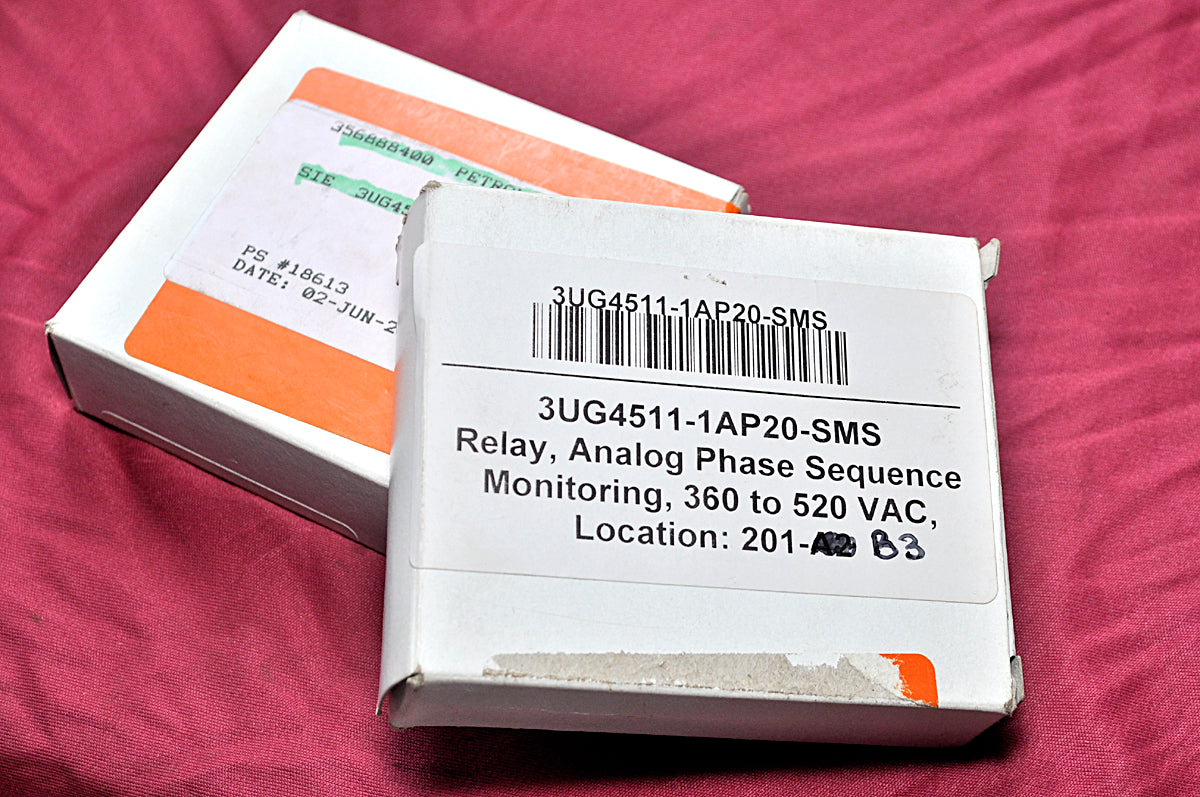 356888400 PETRO
SIE 3UG45
PS #18613
DATE: 02-JUN-2
3UG4511-1AP20-SMS
3UG4511-1AP20-SMS
Relay, Analog Phase Sequence
Monitoring, 360 to 520 VAC,
Location: 201-A2 B3